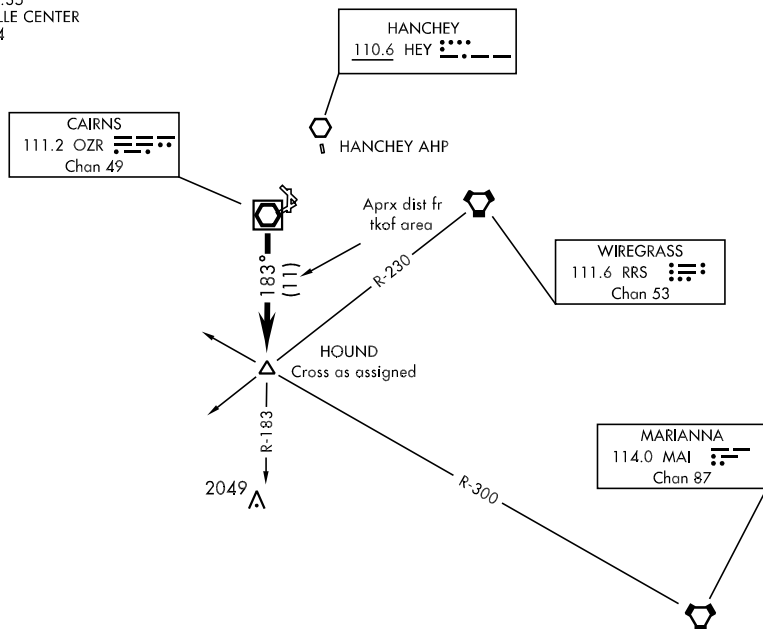 LLE CENTER
HANCHEY
110.6 HEY
CAIRNS
111.2 OZR
Chan 49
HANCHEY AHP
Aprx dist fr
tkof area
183°
(11)
R-230
WIREGRASS
111.6 RRS
Chan 53
HOUND
Cross as assigned
R-183
2049
R-300
MARIANNA
114.0 MAI
Chan 87